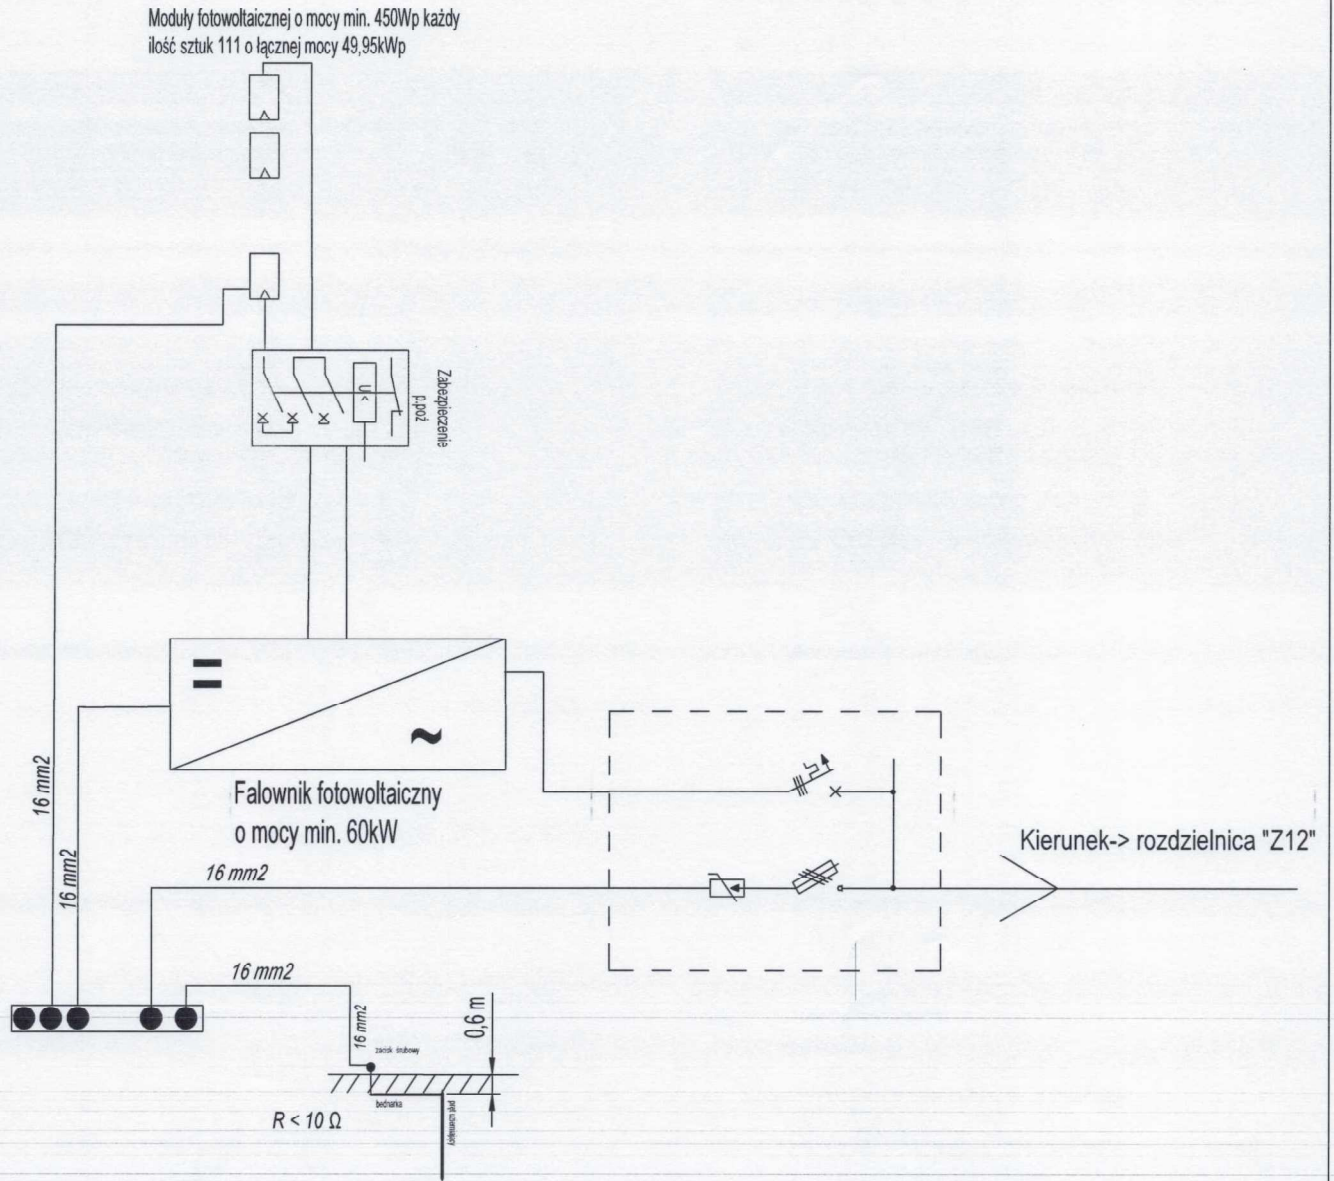 Moduły fotowoltaicznej o mocy min. 450Wp każdy
ilość sztuk 111 o łącznej mocy 49,95kWp
Zabezpieczenie
p.poż
U<
Falownik fotowoltaiczny
o mocy min. 60kW
16 mm2
16 mm2
16 mm2
Kierunek-> rozdzielnica "Z12"
16 mm2
16 mm2
zacisk śrubowy
0,6 m
bednarka
pręt uziemiający
R < 10 Ω